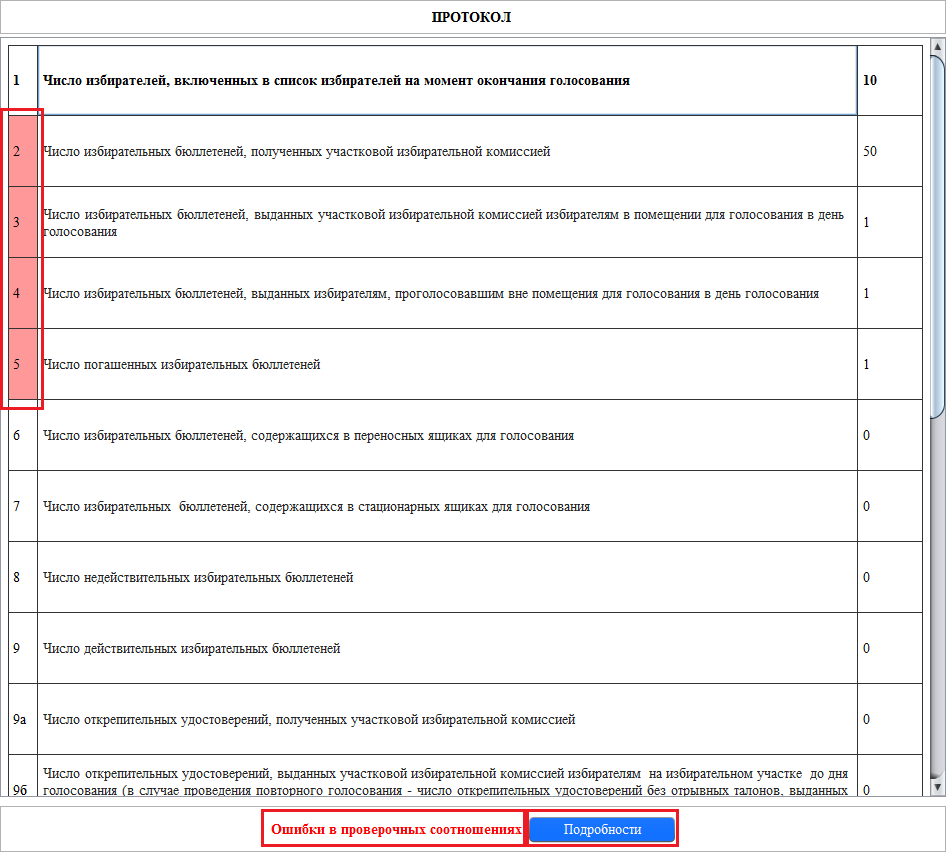 ПРОТОКОЛ
1 Число избирателей, включенных в список избирателей на момент окончания голосования 10
2 Число избирательных бюллетеней, полученных участковой избирательной комиссией 50
3 Число избирательных бюллетеней, выданных участковой избирательной комиссией избирателям в помещении для голосования в день
голосования 1
4 Число избирательных бюллетеней, выданных избирателям, проголосовавшим вне помещения для голосования в день голосования 1
5 Число погашенных избирательных бюллетеней 1
6 Число избирательных бюллетеней, содержащихся в переносных ящиках для голосования 0
7 Число избирательных бюллетеней, содержащихся в стационарных ящиках для голосования 0
8 Число недействительных избирательных бюллетеней 0
9 Число действительных избирательных бюллетеней 0
9а Число открепительных удостоверений, полученных участковой избирательной комиссией 0
Число открепительных удостоверений, выданных участковой избирательной комиссией избирателям на избирательном участке до дня
9б голосования (в случае проведения повторного голосования - число открепительных удостоверений без отрывных талонов, выданных 0
Ошибки в проверочных соотношениях Подробности